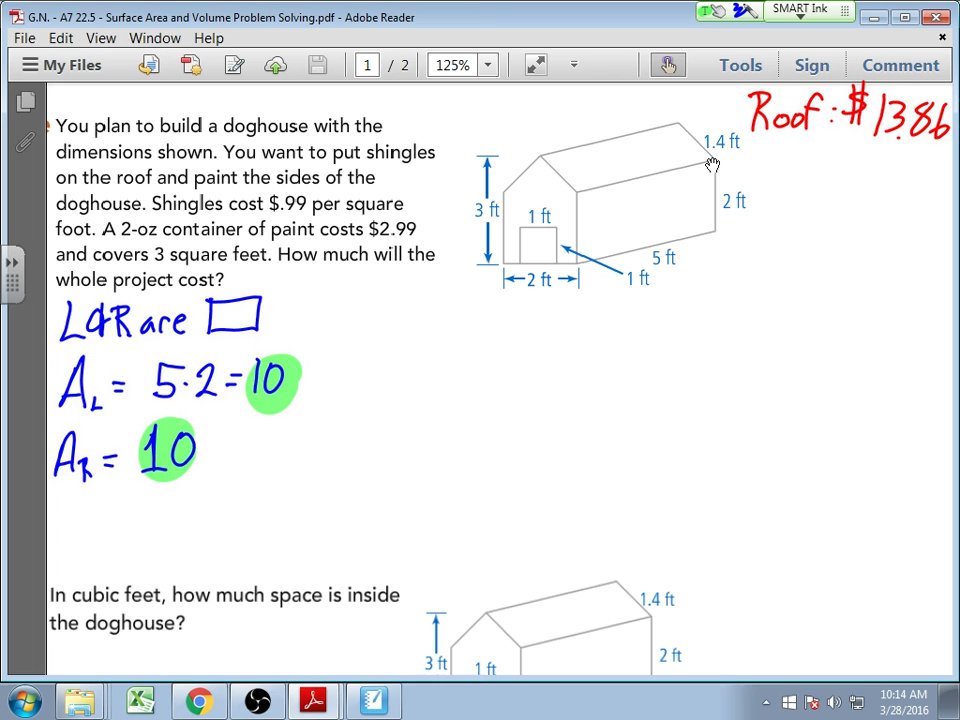 G.N. - A7 22.5 - Surface Area and Volume Problem Solving.pdf - Adobe Reader
SMART Ink
File Edit View Window Help
My Files
1 / 2
125%
Tools Sign Comment
Roof: $13.86
You plan to build a doghouse with the
dimensions shown. You want to put shingles
on the roof and paint the sides of the
doghouse. Shingles cost $.99 per square
foot. A 2-oz container of paint costs $2.99
and covers 3 square feet. How much will the
whole project cost?
1.4 ft
3 ft
1 ft
2 ft
5 ft
2 ft
1 ft
L&R are
A_L = 5·2=10
A_R = 10
In cubic feet, how much space is inside
the doghouse?
1.4 ft
3 ft
1 ft
2 ft
10:14 AM
3/28/2016